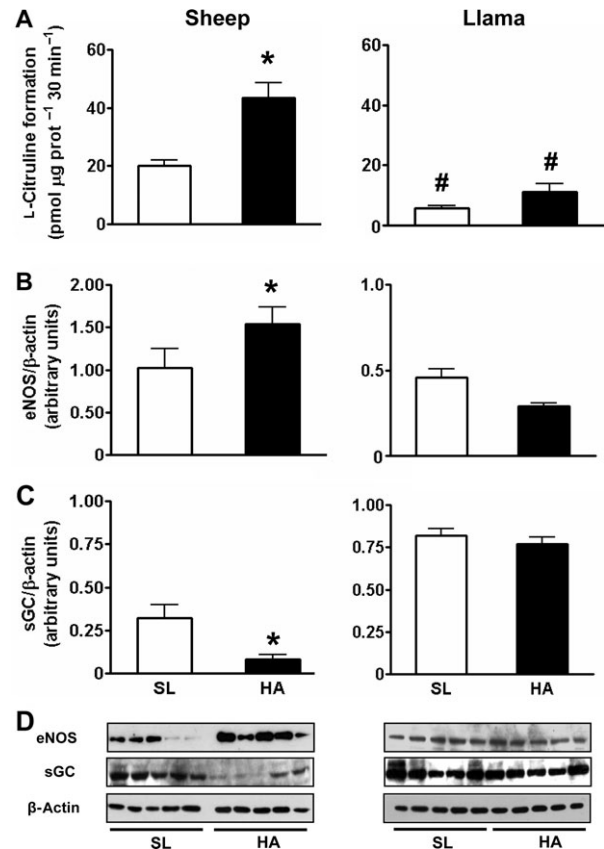 A Sheep Llama
L-Citruline formation
(pmol µg prot ⁻¹ 30 min⁻¹)
60 * 60
40 40
20 20
# #
0 0
B
eNOS/β-actin
(arbitrary units)
2.00 * 1.0
1.50
1.00 0.5
0.50
0.00 0
C
sGC/β-actin
(arbitrary units)
1.00 1.00
0.75 0.75
0.50 0.50
0.25 * 0.25
0 0.00
SL HA SL HA
D
eNOS
sGC
β-Actin
SL HA SL HA